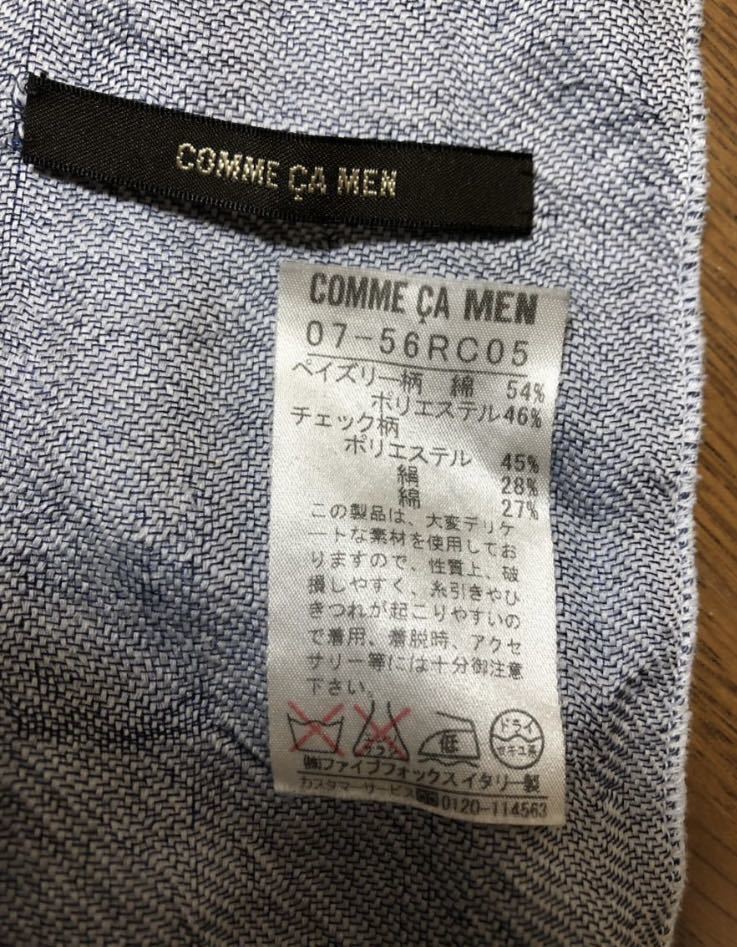 COMME ÇA MEN
COMME ÇA MEN
07-56RC05
ペイズリー柄 綿 54%
ポリエステル46%
チェック柄
ポリエステル 45%
絹 28%
綿 27%
この製品は、大変デリケ
ートな素材を使用してお
りますので、性質上、破
損しやすく、糸引きやひ
きつれが起こりやすいの
で着用、着脱時、アクセ
サリー等には十分御注意
下さい。
低 ドライ
セキユ系
㈱ファイブフォックス イタリー製
カスタマーサービス 0120-114563